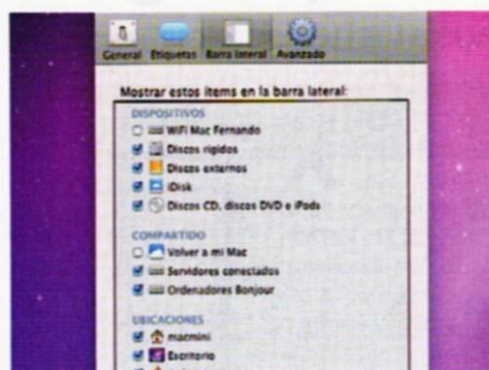 General Etiquetas Barra lateral Avanzado
Mostrar estos ítems en la barra lateral:
DISPOSITIVOS
WiFi Mac Fernando
Discos rígidos
Discos externos
iDisk
Discos CD, discos DVD e iPods
COMPARTIDO
Volver a mi Mac
Servidores conectados
Ordenadores Bonjour
UBICACIONES
macmini
Escritorio